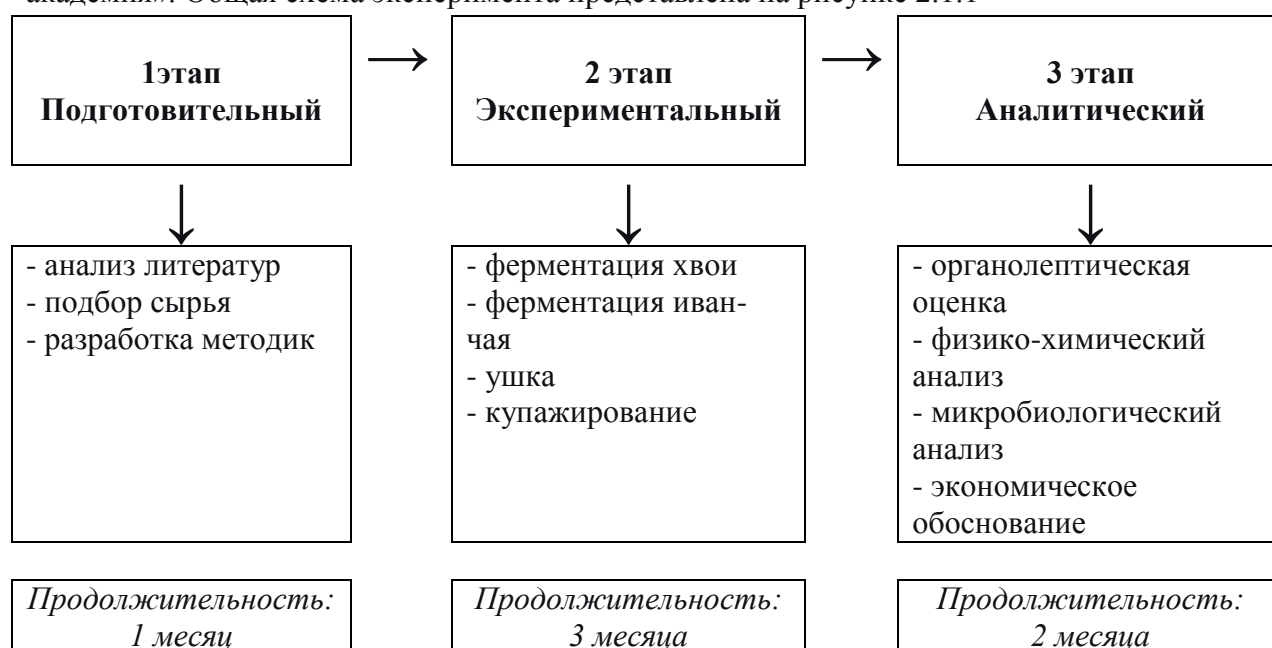 академия». Общая схема эксперимента представлена на рисунке 2.1.1
1этап
Подготовительный
2 этап
Экспериментальный
3 этап
Аналитический
- анализ литератур
- подбор сырья
- разработка методик
- ферментация хвои
- ферментация иван-
чая
- ушка
- купажирование
- органолептическая
оценка
- физико-химический
анализ
- микробиологический
анализ
- экономическое
обоснование
Продолжительность:
1 месяц
Продолжительность:
3 месяца
Продолжительность:
2 месяца